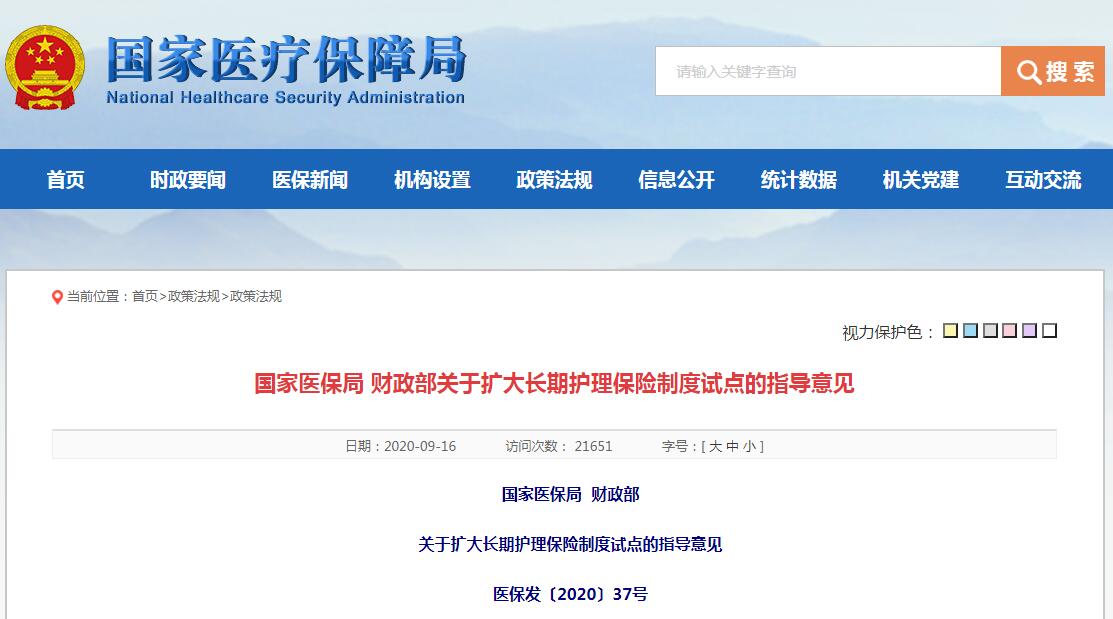 国家医疗保障局
National Healthcare Security Administration
请输入关键字查询
搜索
首页 时政要闻 医保新闻 机构设置 政策法规 信息公开 统计数据 机关党建 互动交流
当前位置：首页>政策法规>政策法规
视力保护色：
国家医保局 财政部关于扩大长期护理保险制度试点的指导意见
日期：2020-09-16 访问次数： 21651 字号：[ 大 中 小 ]
国家医保局 财政部
关于扩大长期护理保险制度试点的指导意见
医保发〔2020〕37号